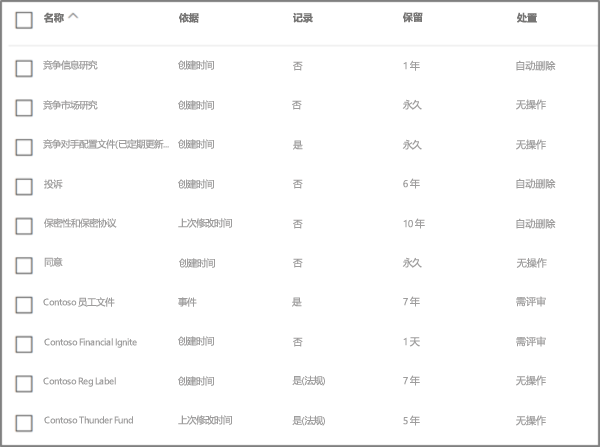 名称 依据 记录 保留 处置
竞争信息研究 创建时间 否 1 年 自动删除
竞争市场研究 创建时间 否 永久 无操作
竞争对手配置文件(已定期更新... 创建时间 是 永久 无操作
投诉 创建时间 否 6 年 自动删除
保密性和保密协议 上次修改时间 否 10 年 自动删除
同意 创建时间 否 永久 无操作
Contoso 员工文件 事件 是 7 年 需评审
Contoso Financial Ignite 创建时间 否 1 天 需评审
Contoso Reg Label 创建时间 是(法规) 7 年 无操作
Contoso Thunder Fund 上次修改时间 是(法规) 5 年 无操作